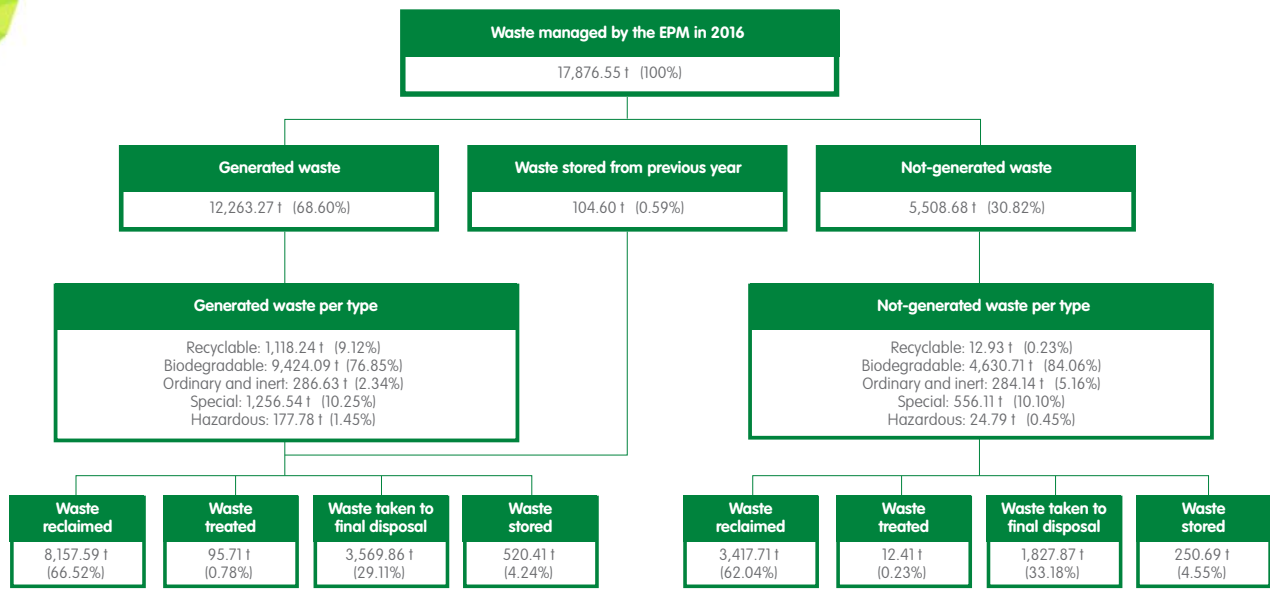 Waste managed by the EPM in 2016
17,876.55 t (100%)
Generated waste
12,263.27 t (68.60%)
Waste stored from previous year
104.60 t (0.59%)
Not-generated waste
5,508.68 t (30.82%)
Generated waste per type
Recyclable: 1,118.24 t (9.12%)
Biodegradable: 9,424.09 t (76.85%)
Ordinary and inert: 286.63 t (2.34%)
Special: 1,256.54 t (10.25%)
Hazardous: 177.78 t (1.45%)
Not-generated waste per type
Recyclable: 12.93 t (0.23%)
Biodegradable: 4,630.71 t (84.06%)
Ordinary and inert: 284.14 t (5.16%)
Special: 556.11 t (10.10%)
Hazardous: 24.79 t (0.45%)
Waste
reclaimed
8,157.59 t
(66.52%)
Waste
treated
95.71 t
(0.78%)
Waste taken to
final disposal
3,569.86 t
(29.11%)
Waste
stored
520.41 t
(4.24%)
Waste
reclaimed
3,417.71 t
(62.04%)
Waste
treated
12.41 t
(0.23%)
Waste taken to
final disposal
1,827.87 t
(33.18%)
Waste
stored
250.69 t
(4.55%)